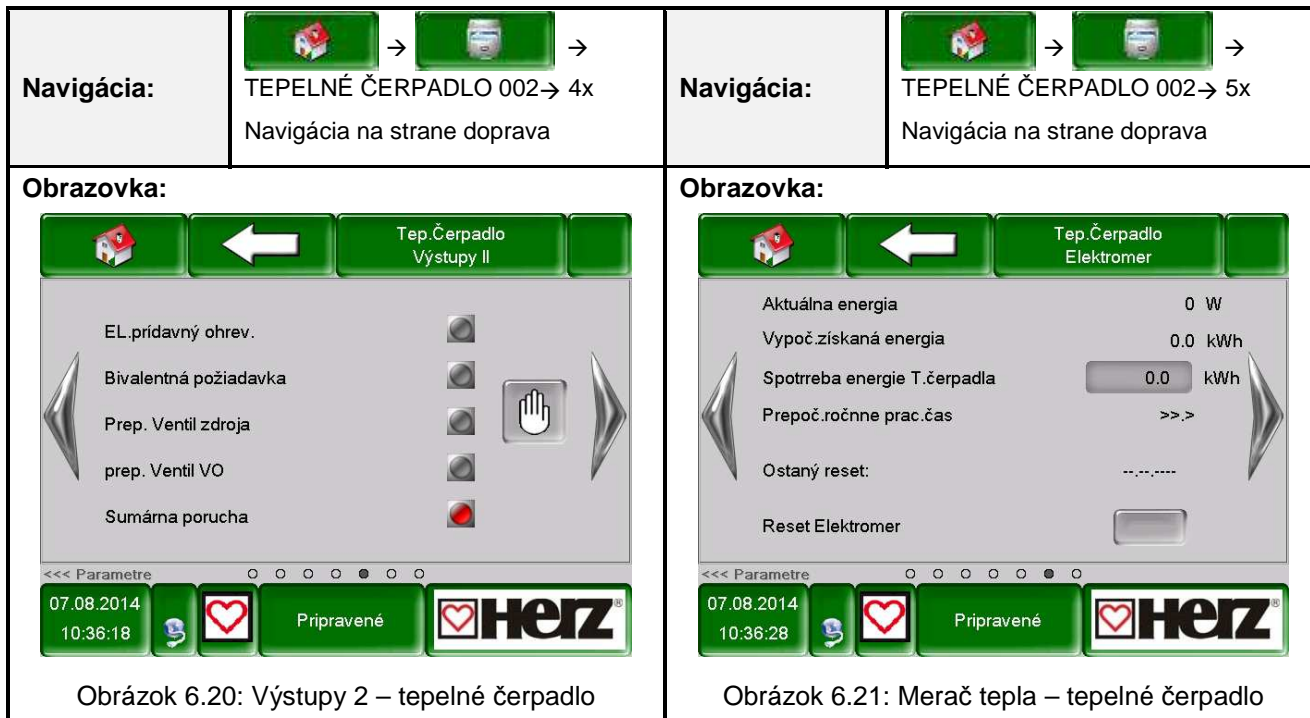 Navigácia:
→ →
TEPELNÉ ČERPADLO 002→ 4x
Navigácia na strane doprava
Obrazovka:
Tep.Čerpadlo
Výstupy II
EL.prídavný ohrev.
Bivalentná požiadavka
Prep. Ventil zdroja
prep. Ventil VO
Sumárna porucha
<<< Parametre
07.08.2014
10:36:18
Pripravené
Herz®
Obrázok 6.20: Výstupy 2 – tepelné čerpadlo
Navigácia:
→ →
TEPELNÉ ČERPADLO 002→ 5x
Navigácia na strane doprava
Obrazovka:
Tep.Čerpadlo
Elektromer
Aktuálna energia 0 W
Vypoč.získaná energia 0.0 kWh
Spotrreba energie T.čerpadla 0.0 kWh
Prepoč.ročnne prac.čas >>.>
Ostaný reset: --.--.----
Reset Elektromer
<<< Parametre
07.08.2014
10:36:28
Pripravené
Herz®
Obrázok 6.21: Merač tepla – tepelné čerpadlo